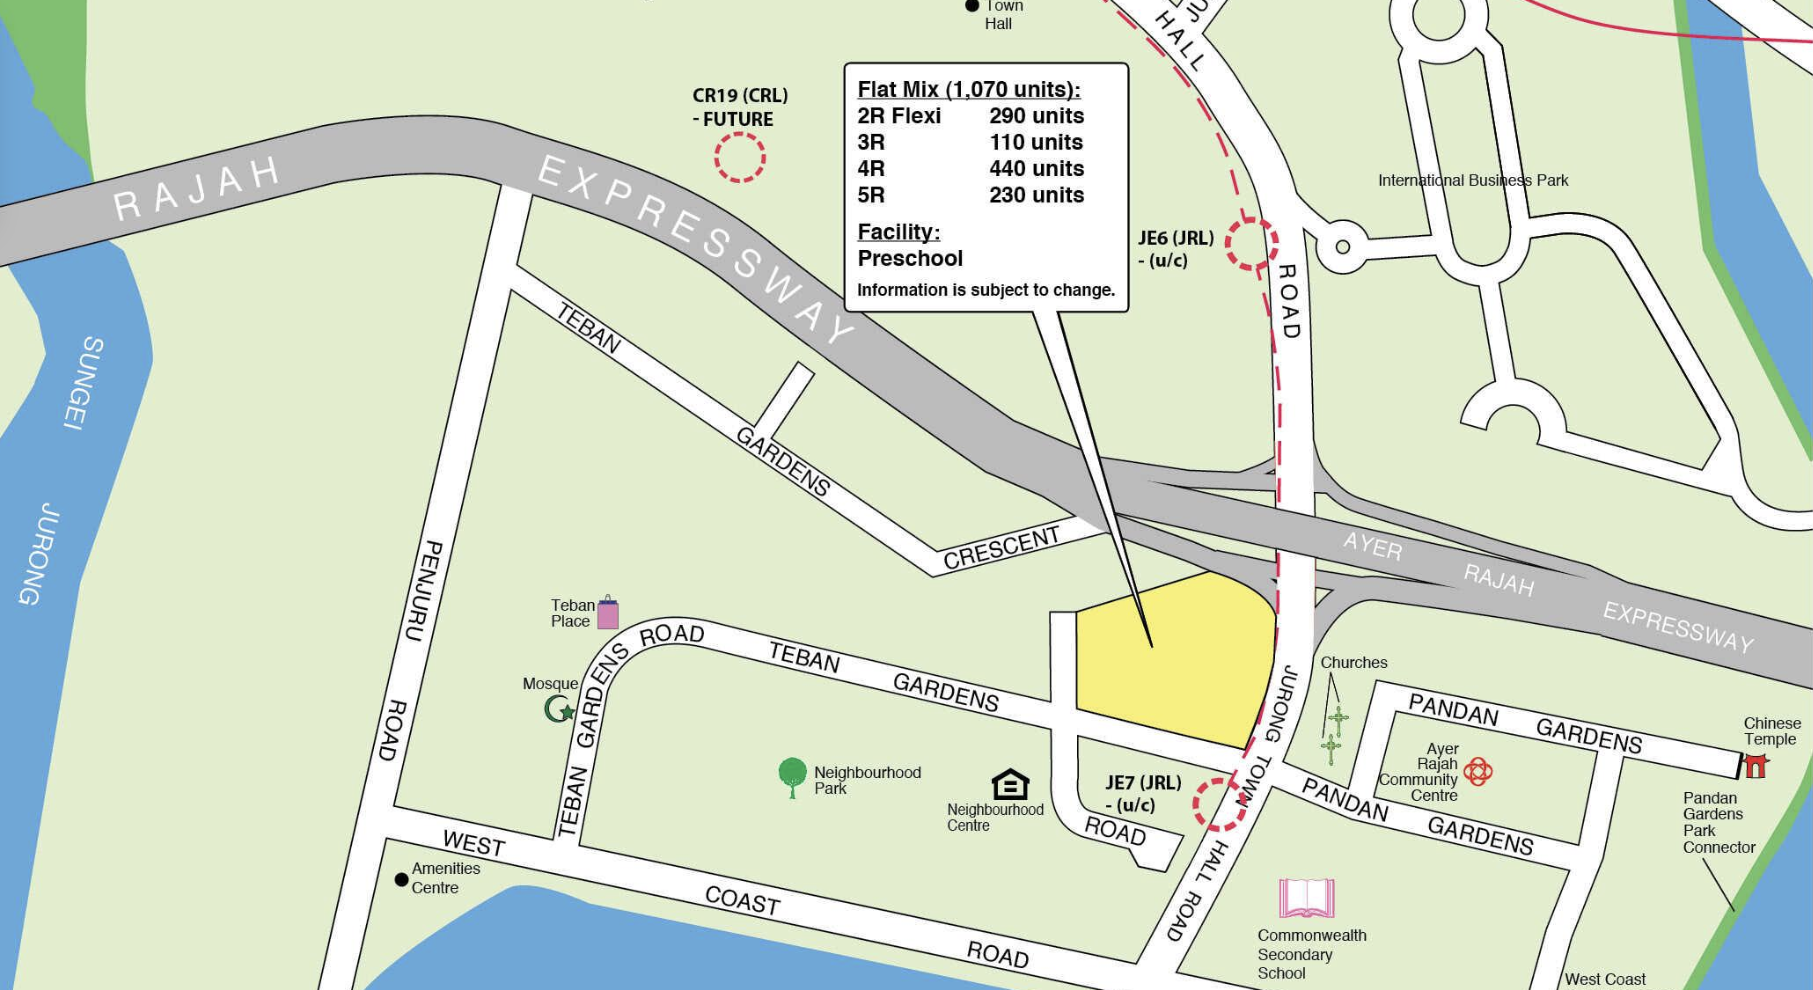 Town
Hall
JU
HALL
CR19 (CRL)
- FUTURE
Flat Mix (1,070 units):
2R Flexi 290 units
3R 110 units
4R 440 units
5R 230 units
Facility:
Preschool
Information is subject to change.
International Business Park
JE6 (JRL)
- (u/c)
ROAD
RAJAH
EXPRESSWAY
SUNGEI
JURONG
TEBAN
GARDENS
CRESCENT
AYER
RAJAH
EXPRESSWAY
PENJURU
ROAD
Teban
Place
Mosque
TEBAN GARDENS ROAD
TEBAN GARDENS
ROAD
Neighbourhood
Park
Neighbourhood
Centre
JE7 (JRL)
- (u/c)
JURONG TOWN
HALL ROAD
Churches
PANDAN GARDENS
Chinese
Temple
Ayer
Rajah
Community
Centre
PANDAN
GARDENS
Pandan
Gardens
Park
Connector
WEST
COAST
ROAD
Amenities
Centre
Commonwealth
Secondary
School
West Coast